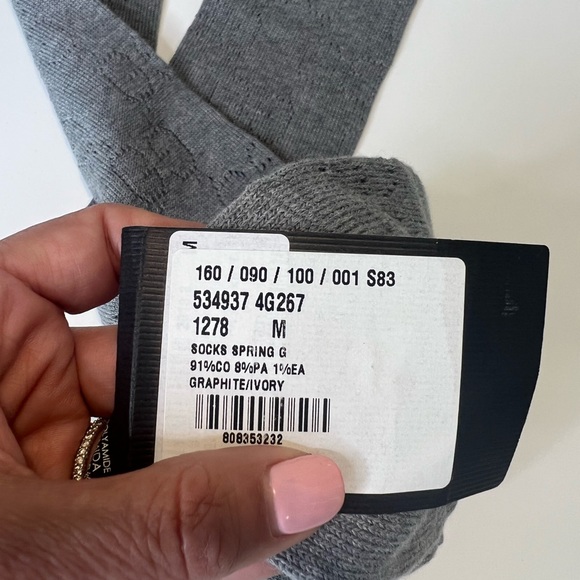 M
160 / 090 / 100 / 001 S83
534937 4G267
1278 M
SOCKS SPRING G
91%CO 8%PA 1%EA
GRAPHITE/IVORY
808353232